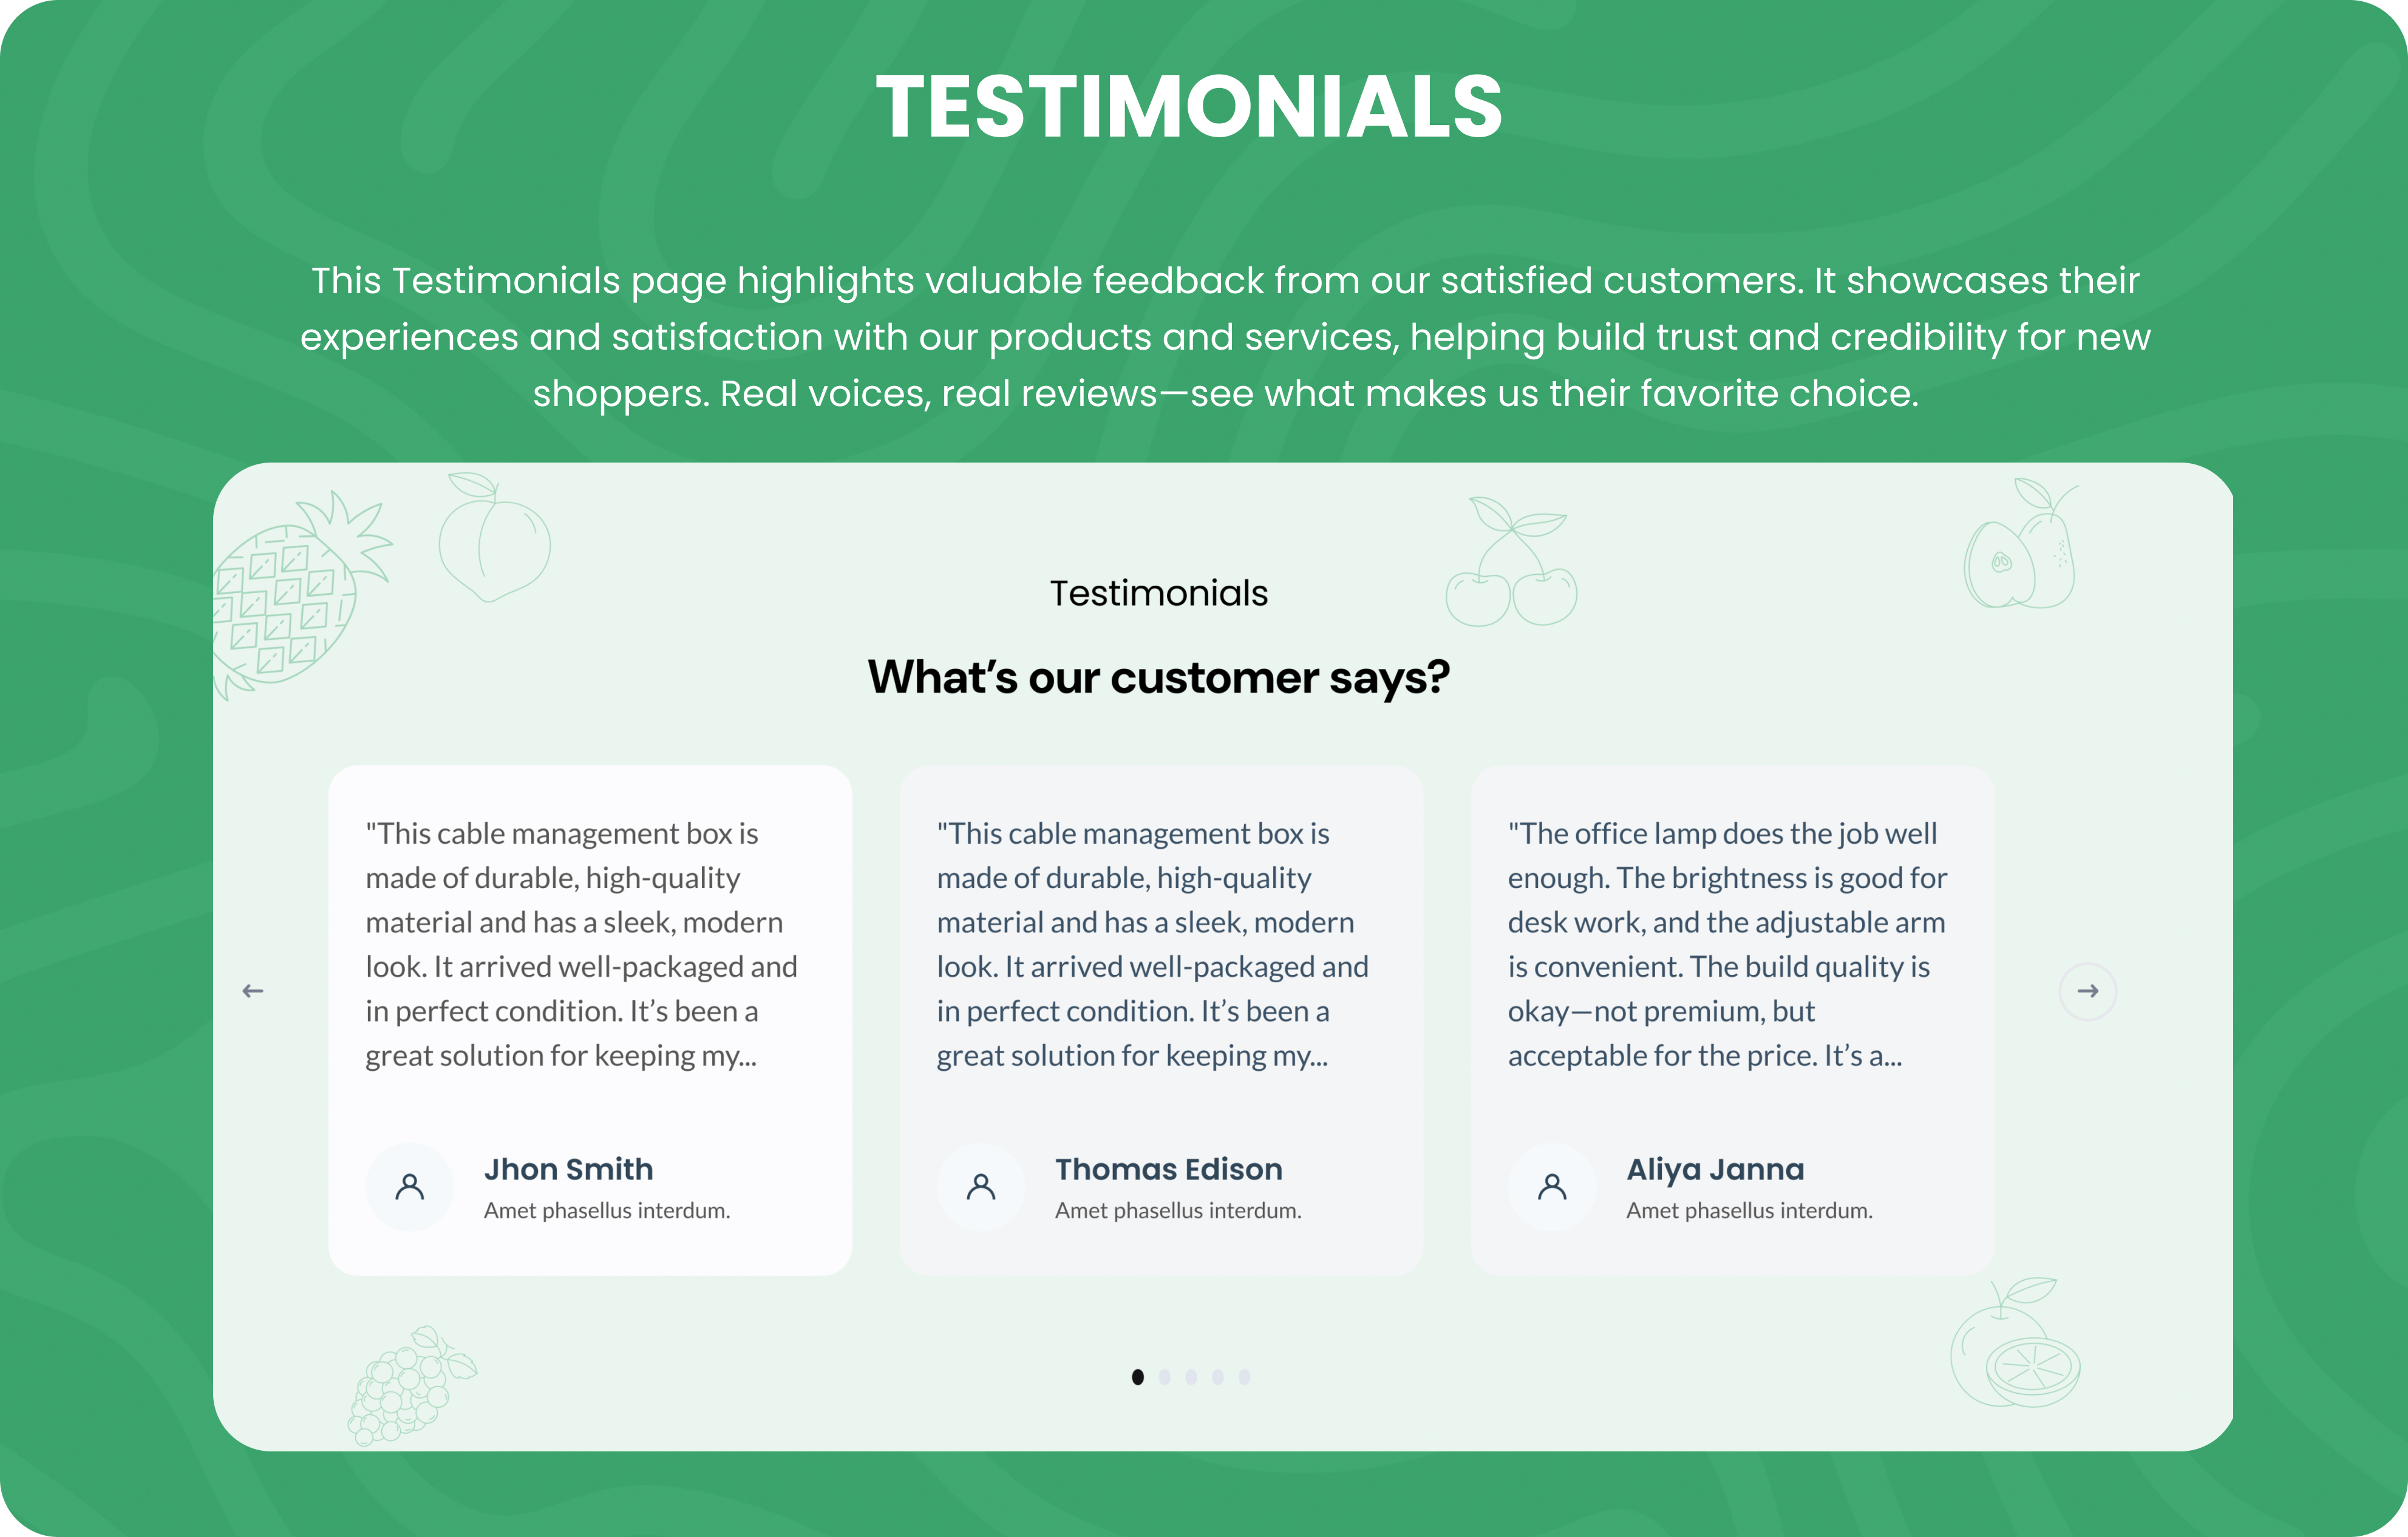 TESTIMONIALS
This Testimonials page highlights valuable feedback from our satisfied customers. It showcases their
experiences and satisfaction with our products and services, helping build trust and credibility for new
shoppers. Real voices, real reviews—see what makes us their favorite choice.
Testimonials
What’s our customer says?
"This cable management box is
made of durable, high-quality
material and has a sleek, modern
look. It arrived well-packaged and
in perfect condition. It’s been a
great solution for keeping my...
Jhon Smith
Amet phasellus interdum.
"This cable management box is
made of durable, high-quality
material and has a sleek, modern
look. It arrived well-packaged and
in perfect condition. It’s been a
great solution for keeping my...
Thomas Edison
Amet phasellus interdum.
"The office lamp does the job well
enough. The brightness is good for
desk work, and the adjustable arm
is convenient. The build quality is
okay—not premium, but
acceptable for the price. It’s a...
Aliya Janna
Amet phasellus interdum.